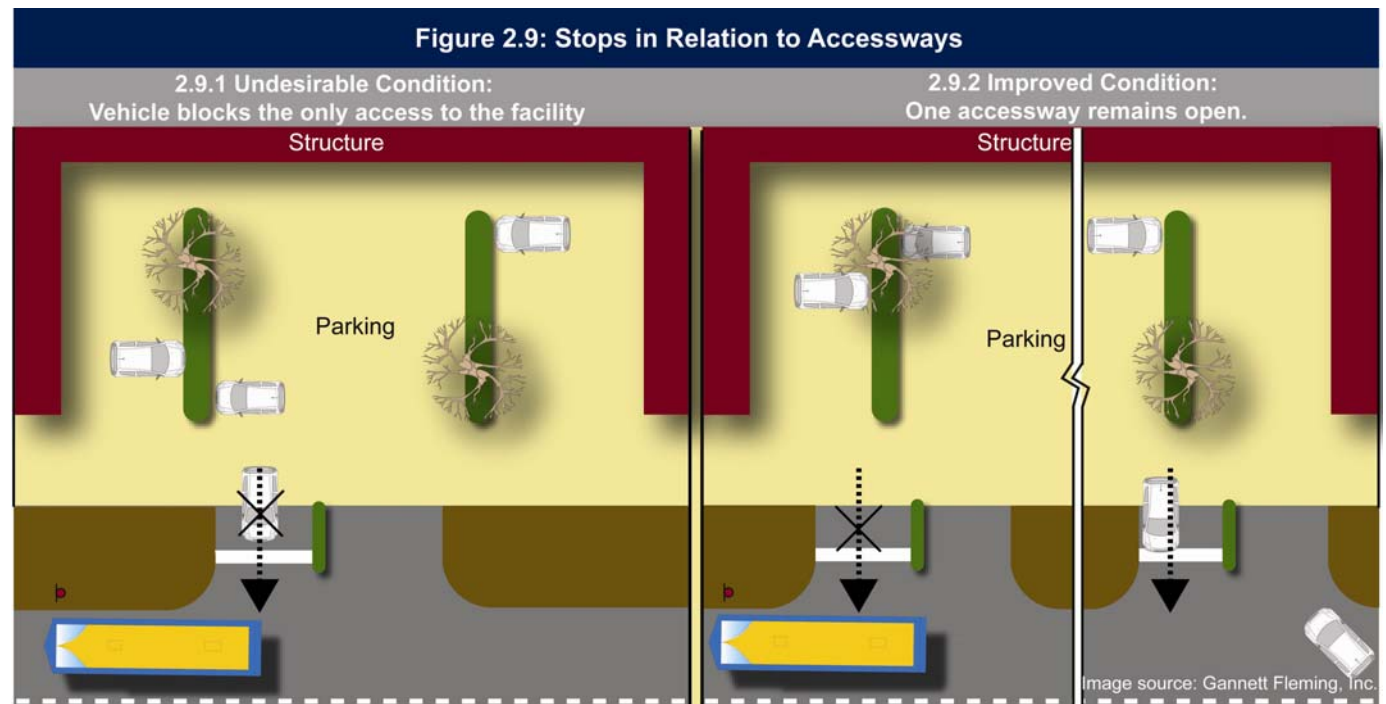 Figure 2.9: Stops in Relation to Accessways
2.9.1 Undesirable Condition:
Vehicle blocks the only access to the facility
2.9.2 Improved Condition:
One accessway remains open.
Structure
Structure
Parking
Parking
Image source: Gannett Fleming, Inc.